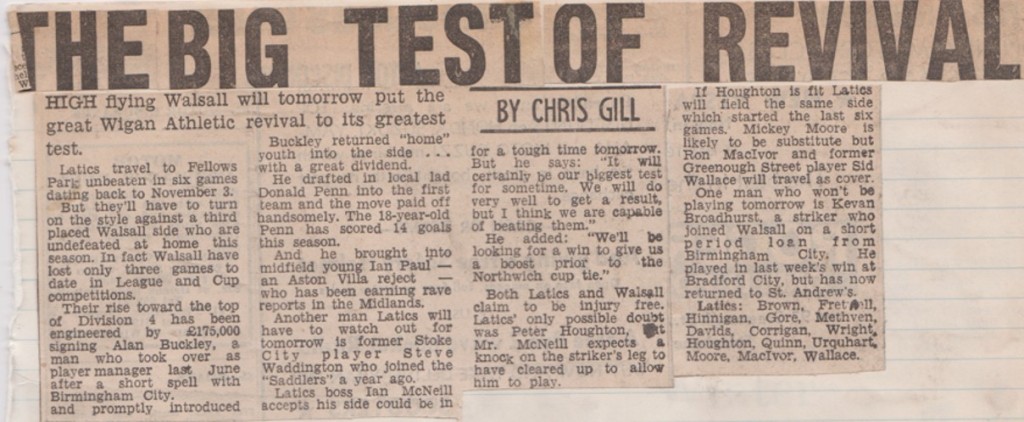 THE BIG TEST OF REVIVAL
HIGH flying Walsall will tomorrow put the
great Wigan Athletic revival to its greatest
test.
Latics travel to Fellows
Park unbeaten in six games
dating back to November 3.
But they'll have to turn
on the style against a third
placed Walsall side who are
undefeated at home this
season. In fact Walsall have
lost only three games to
date in League and Cup
competitions.
Their rise toward the top
of Division 4 has been
engineered by £175,000
signing Alan Buckley, a
man who took over as
player manager last June
after a short spell with
Birmingham City.
and promptly introduced
Buckley returned "home"
youth into the side ...
with a great dividend.
He drafted in local lad
Donald Penn into the first
team and the move paid off
handsomely. The 18-year-old
Penn has scored 14 goals
this season.
And he brought into
midfield young Ian Paul —
an Aston Villa reject —
who has been earning rave
reports in the Midlands.
Another man Latics will
have to watch out for
tomorrow is former Stoke
City player Steve
Waddington who joined the
"Saddlers" a year ago.
Latics boss Ian McNeill
accepts his side could be in
BY CHRIS GILL
for a tough time tomorrow.
But he says: "It will
certainly be our biggest test
for sometime. We will do
very well to get a result,
but I think we are capable
of beating them."
He added: "We'll be
looking for a win to give us
a boost prior to the
Northwich cup tie."
Both Latics and Walsall
claim to be injury free.
Latics' only possible doubt
was Peter Houghton,
Mr. McNeill expects a
knock on the striker's leg to
have cleared up to allow
him to play.
If Houghton is fit Latics
will field the same side
which started the last six
games. Mickey Moore is
likely to be substitute but
Ron MacIvor and former
Greenough Street player Sid
Wallace will travel as cover.
One man who won't be
playing tomorrow is Kevan
Broadhurst, a striker who
joined Walsall on a short
period loan from
Birmingham City. He
played in last week's win at
Bradford City, but has now
returned to St. Andrew's.
Latics: Brown,
Hinnigan, Gore, Methven,
Davids, Corrigan, Wright,
Houghton, Quinn, Urquhart,
Moore, MacIvor, Wallace.